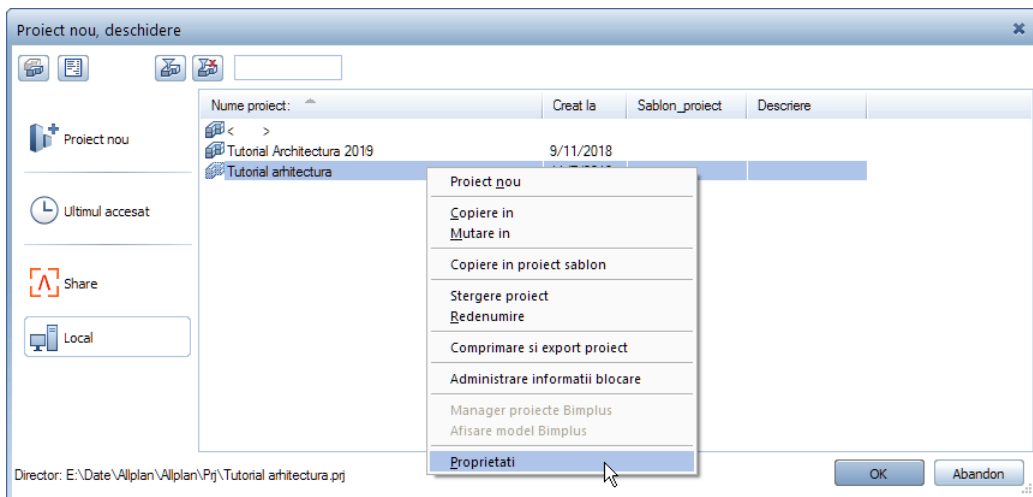 Proiect nou, deschidere
Nume proiect:
Creat la
Sablon_proiect
Descriere
Proiect nou
Ultimul accesat
Share
Local
< >
Tutorial Architectura 2019 9/11/2018
Tutorial arhitectura
Proiect nou
Copiere in
Mutare in
Copiere in proiect sablon
Stergere proiect
Redenumire
Comprimare si export proiect
Administrare informatii blocare
Manager proiecte Bimplus
Afisare model Bimplus
Proprietati
Director: E:\Date\Allplan\Allplan\Prj\Tutorial arhitectura.prj
OK
Abandon